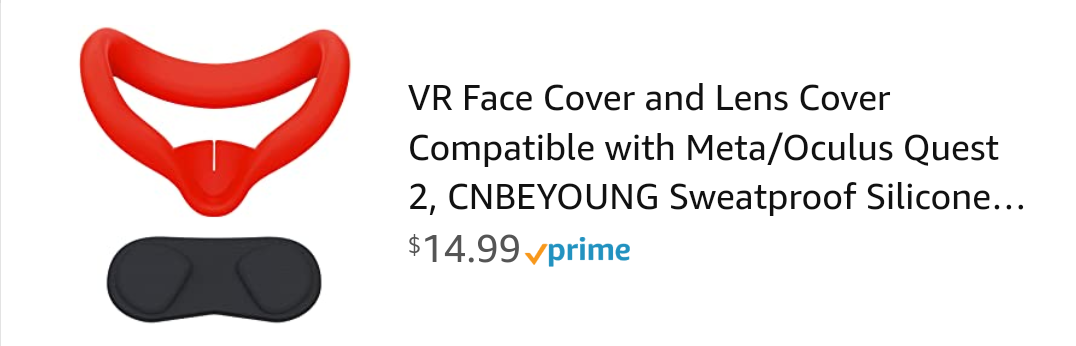 VR Face Cover and Lens Cover
Compatible with Meta/Oculus Quest
2, CNBEYOUNG Sweatproof Silicone...
$14.99 prime